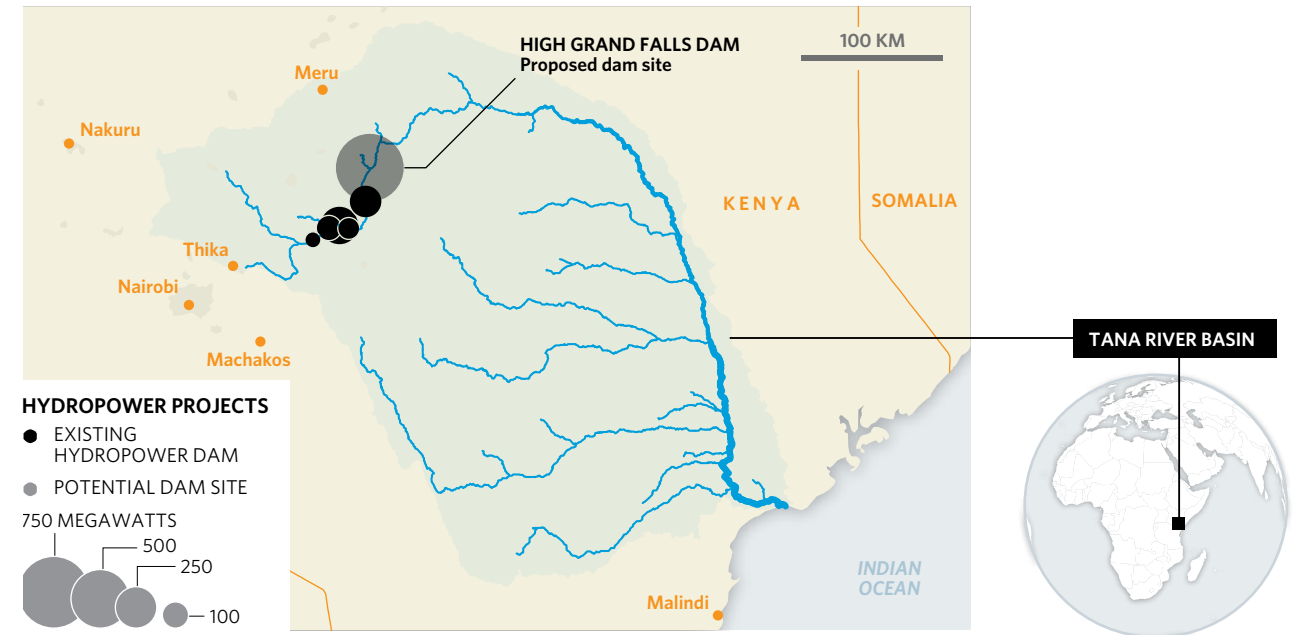 HIGH GRAND FALLS DAM
Proposed dam site
100 KM
Meru
Nakuru
KENYA
SOMALIA
Thika
Nairobi
Machakos
TANA RIVER BASIN
HYDROPOWER PROJECTS
EXISTING
HYDROPOWER DAM
POTENTIAL DAM SITE
750 MEGAWATTS
500
250
100
INDIAN
OCEAN
Malindi